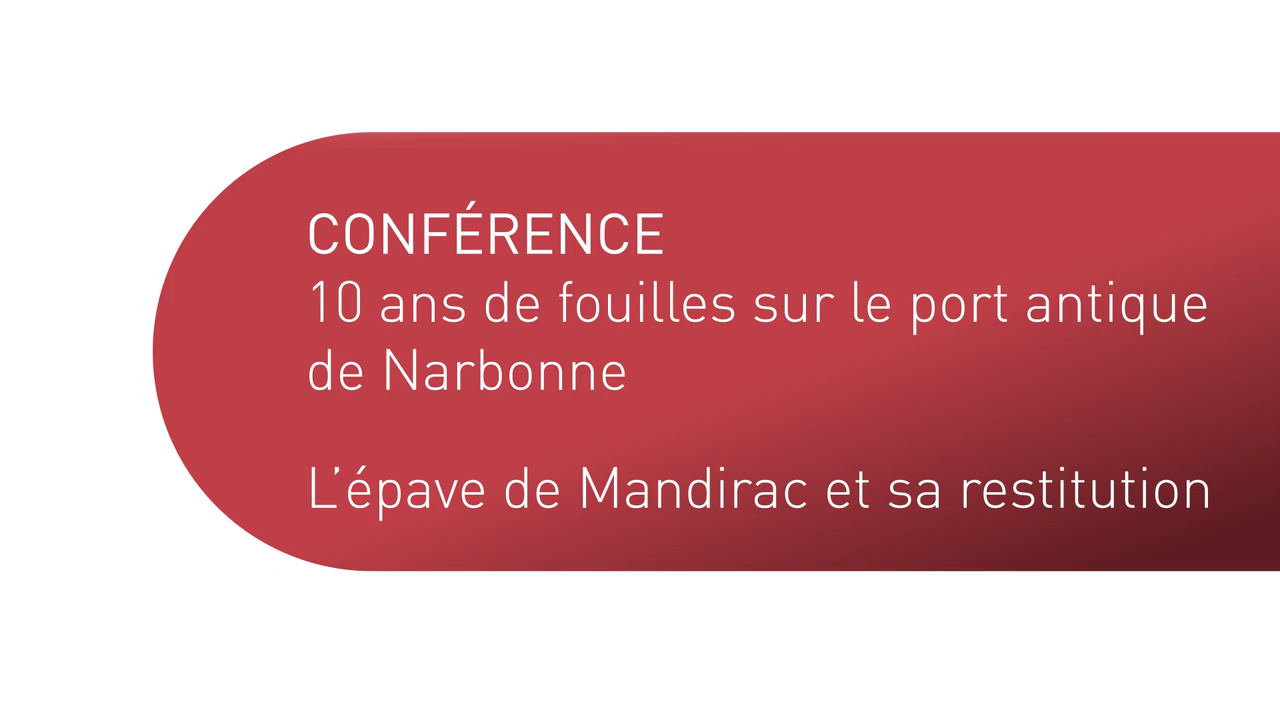 CONFÉRENCE
10 ans de fouilles sur le port antique
de Narbonne
L’épave de Mandirac et sa restitution